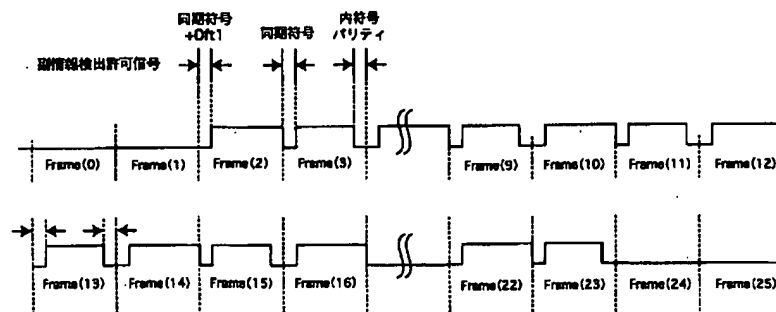 同期符号
+Dft1
同期符号
内符号
パリティ
副情報検出許可信号
Frame(0)
Frame(1)
Frame(2)
Frame(3)
Frame(9)
Frame(10)
Frame(11)
Frame(12)
Frame(13)
Frame(14)
Frame(15)
Frame(16)
Frame(22)
Frame(23)
Frame(24)
Frame(25)